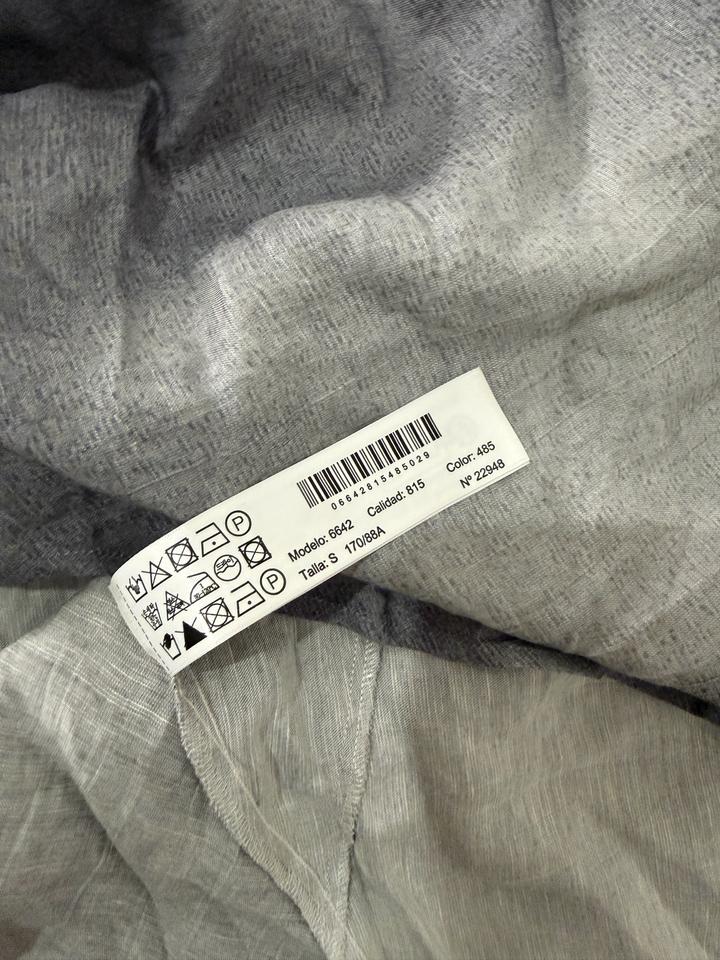 06642815485029
Modelo: 6642 Calidad: 815 Color: 485
Talla: S 170/88A Nº 22948
P
P